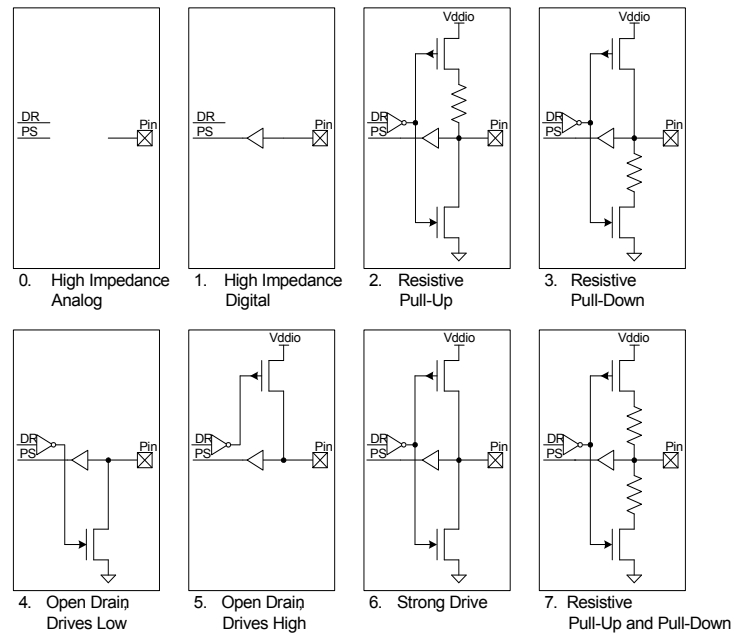 Vddio
Vddio
DR
PS
Pin
DR
PS
Pin
DR
PS
Pin
DR
PS
Pin
0. High Impedance
Analog
1. High Impedance
Digital
2. Resistive
Pull-Up
3. Resistive
Pull-Down
Vddio
Vddio
Vddio
DR
PS
Pin
DR
PS
Pin
DR
PS
Pin
DR
PS
Pin
4. Open Drain,
Drives Low
5. Open Drain,
Drives High
6. Strong Drive
7. Resistive
Pull-Up and Pull-Down